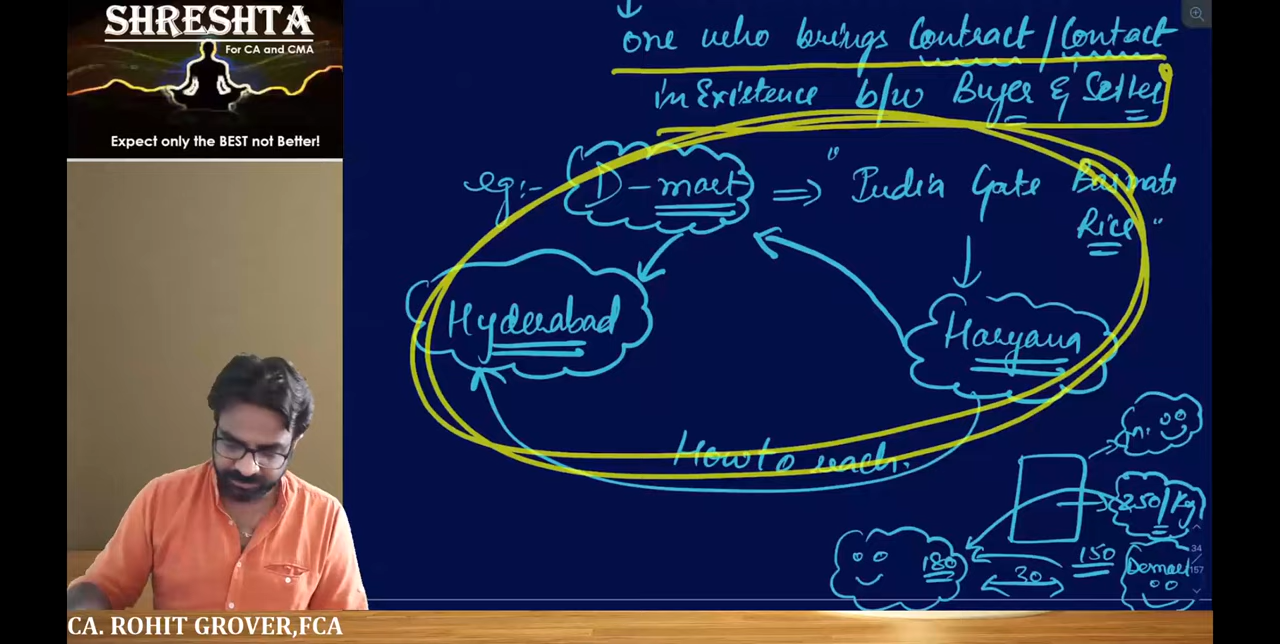 SHRESHTA
For CA and CMA
Expect only the BEST not Better!
one who brings Contract / Contact
in Existence b/w Buyer & Seller
eg:- D-mart ⇒ "India Gate Basmati
Rice"
Hyderabad
Haryana
How to reach.
250/Kg
180
30
150
34
157
CA. ROHIT GROVER,FCA